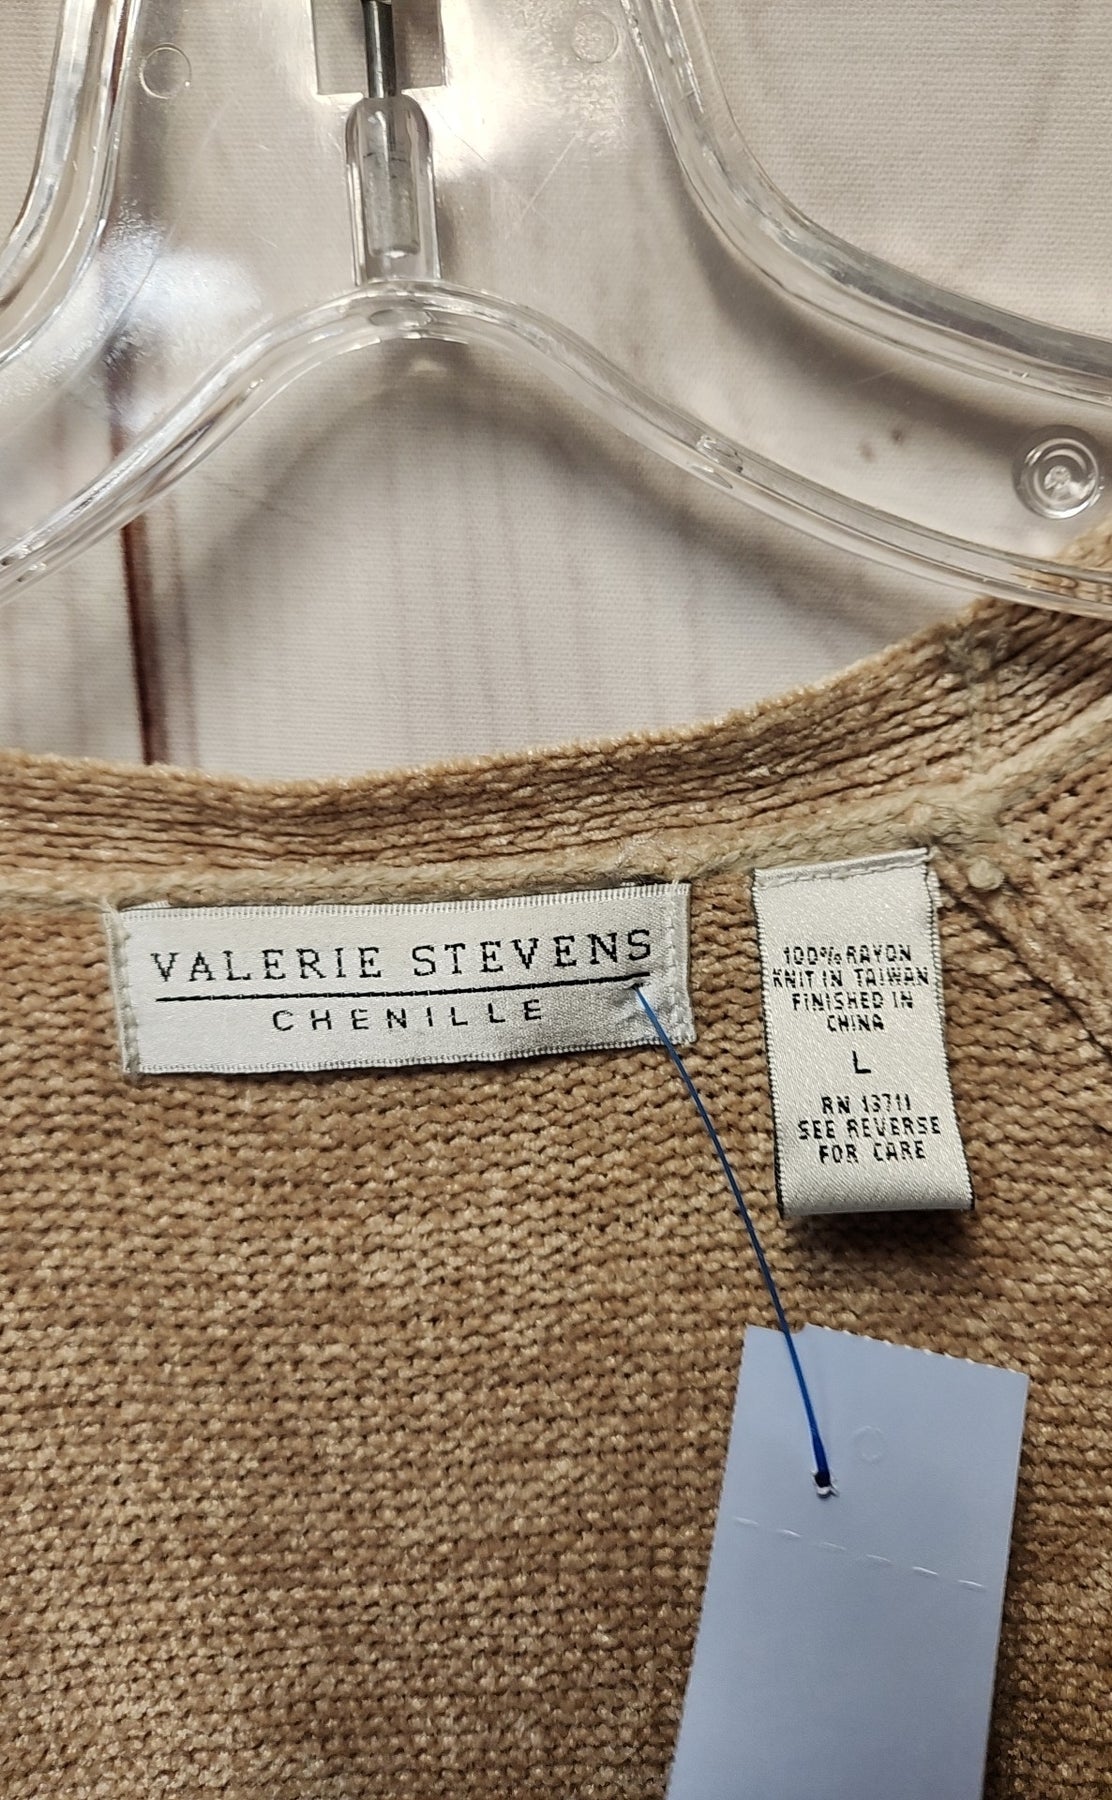 VALERIE STEVENS
CHENILLE
100% RAYON
KNIT IN TAIWAN
FINISHED IN
CHINA
L
RN 13711
SEE REVERSE
FOR CARE